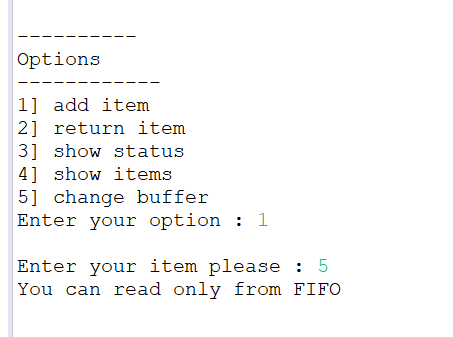 ----------
Options
------------
1] add item
2] return item
3] show status
4] show items
5] change buffer
Enter your option : 1
Enter your item please : 5
You can read only from FIFO